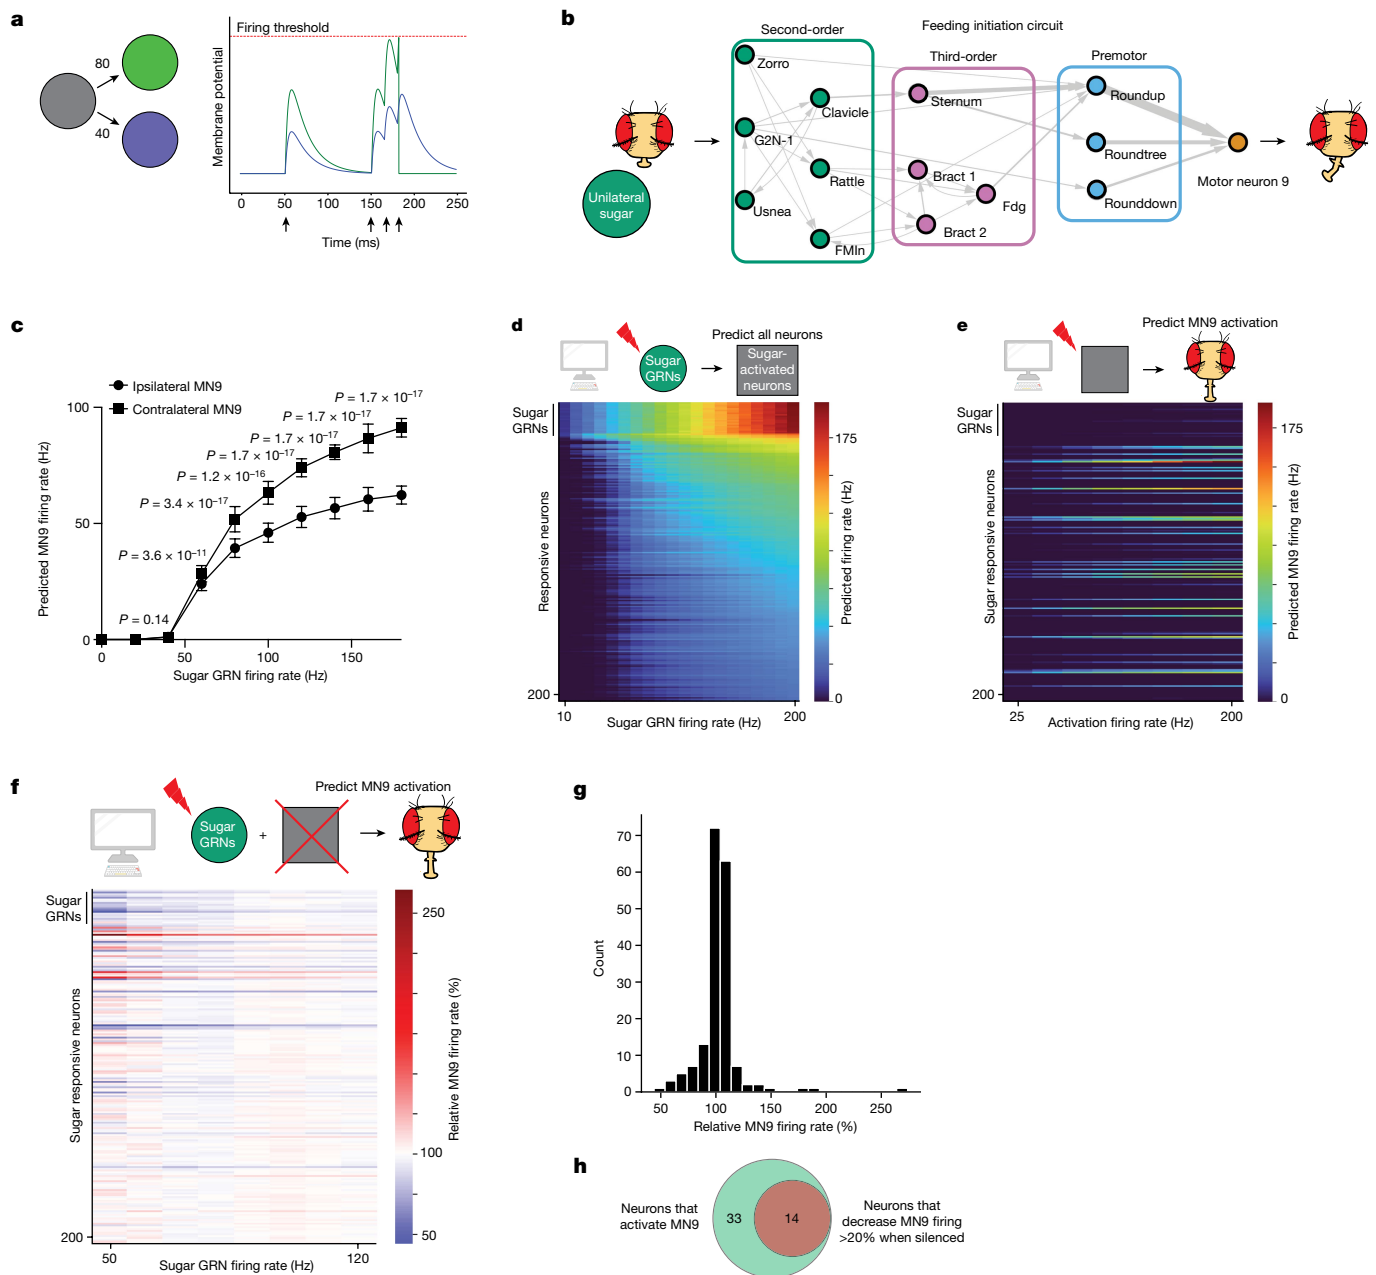 a
80
40
Firing threshold
Membrane potential
0 50 100 150 200 250
Time (ms)
b
Feeding initiation circuit
Second-order
Third-order
Premotor
Unilateral
sugar
Zorro
G2N-1
Usnea
Clavicle
Rattle
FMIn
Sternum
Bract 1
Bract 2
Fdg
Roundup
Roundtree
Rounddown
Motor neuron 9
c
Ipsilateral MN9
Contralateral MN9
P = 1.7 × 10⁻¹⁷
P = 1.7 × 10⁻¹⁷
P = 1.7 × 10⁻¹⁷
P = 1.7 × 10⁻¹⁷
P = 1.2 × 10⁻¹⁶
P = 3.4 × 10⁻¹⁷
P = 3.6 × 10⁻¹¹
P = 0.14
Predicted MN9 firing rate (Hz)
100
50
0
0 50 100 150
Sugar GRN firing rate (Hz)
d
Predict all neurons
Sugar
GRNs
Sugar-
activated
neurons
Sugar
GRNs
Responsive neurons
200
10 200
Sugar GRN firing rate (Hz)
175
0
Predicted firing rate (Hz)
e
Predict MN9 activation
Sugar
GRNs
Sugar responsive neurons
200
25 200
Activation firing rate (Hz)
175
0
Predicted MN9 firing rate (Hz)
f
Predict MN9 activation
Sugar
GRNs
+
Sugar
GRNs
Sugar responsive neurons
200
50 120
Sugar GRN firing rate (Hz)
250
100
50
Relative MN9 firing rate (%)
g
Count
70
60
50
40
30
20
10
0
50 100 150 200 250
Relative MN9 firing rate (%)
h
Neurons that
activate MN9
33
14
Neurons that
decrease MN9 firing
>20% when silenced